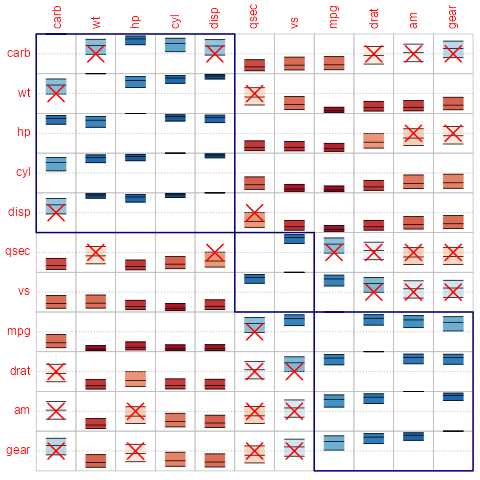 carb wt hp cyl disp qsec vs mpg drat am gear
carb
wt
hp
cyl
disp
qsec
vs
mpg
drat
am
gear